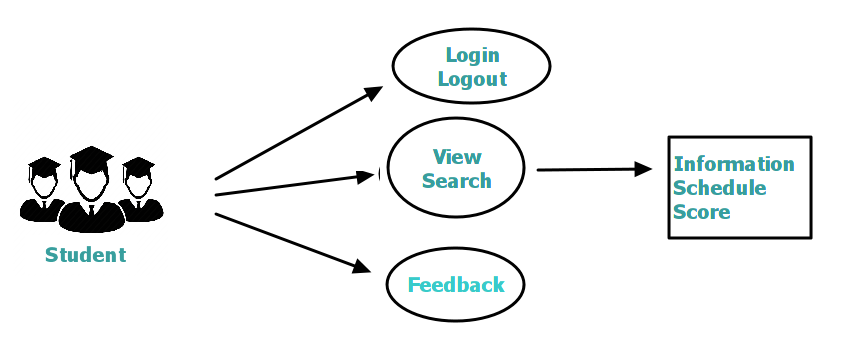 Login
Logout
View
Search
Information
Schedule
Score
Student
Feedback